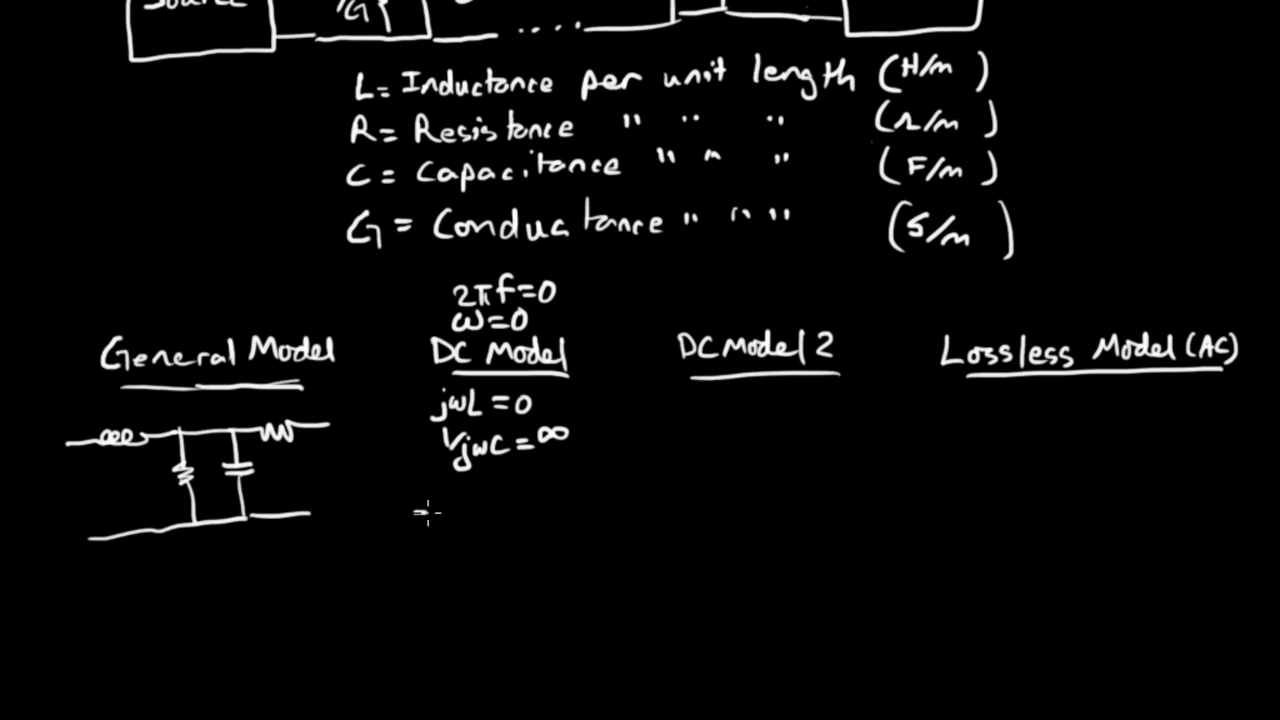 Source
G
....
L = Inductance per unit length (H/m)
R = Resistance " " " (Ω/m)
C = Capacitance " " " (F/m)
G = Conductance " " " (S/m)
2πf=0
ω=0
General Model DC Model DC Model 2 Lossless Model (AC)
jωL = 0
1/jωC = ∞